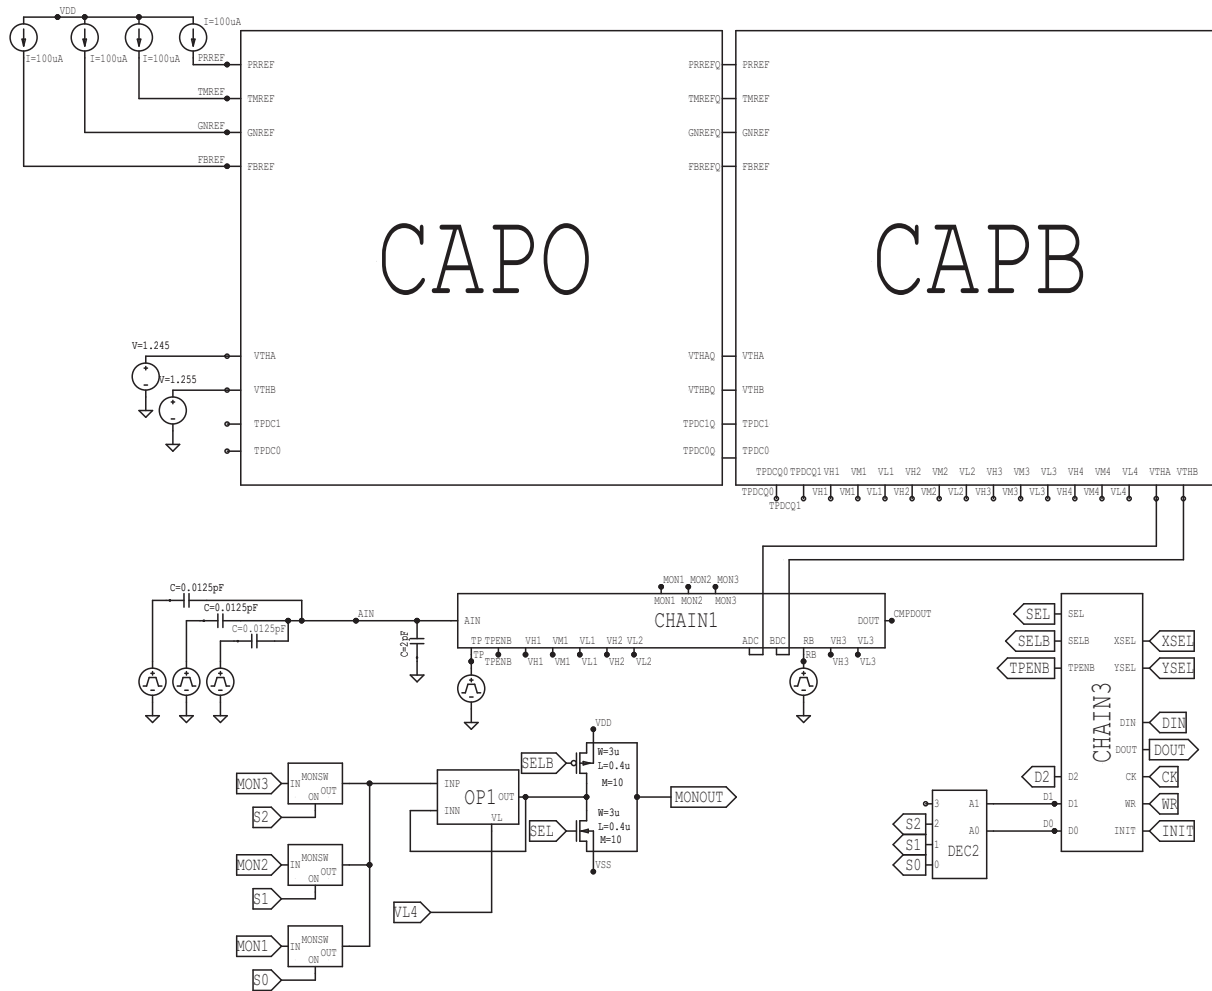 VDD
I=100uA
I=100uA I=100uA I=100uA
PRREF PRREF PRREFQ PRREF
TMREF TMREF TMREFQ TMREF
GNREF GNREF GNREFQ GNREF
FBREF FBREF FBREFQ FBREF
CAPO CAPB
V=1.245
VTHA VTHAQ VTHA
V=1.255
VTHB VTHBQ VTHB
TPDC1 TPDC1Q TPDC1
TPDC0 TPDC0Q TPDC0
TPDCQ0 TPDCQ1 VH1 VM1 VL1 VH2 VM2 VL2 VH3 VM3 VL3 VH4 VM4 VL4 VTHA VTHB
TPDCQ0 VH1 VM1 VL1 VH2 VM2 VL2 VH3 VM3 VL3 VH4 VM4 VL4
TPDCQ1
MON1 MON2 MON3
C=0.0125pF
MON1 MON2 MON3
C=0.0125pF
AIN
C=0.0125pF
AIN CHAIN1 DOUT CMPDOUT
C=2pF
TP TPENB VH1 VM1 VL1 VH2 VL2 ADC BDC RB VH3 VL3
TP TPENB VH1 VM1 VL1 VH2 VL2 RB VH3 VL3
SEL SEL
SELB SELB XSEL XSEL
TPENB TPENB YSEL YSEL
CHAIN3
DIN DIN
DOUT DOUT
D2 D2 CK CK
D1 D1 WR WR
D0 D0 INIT INIT
3 A1
S2 2 A0
S1 1
S0 0
DEC2
VDD
SELB
W=3u
L=0.4u
M=10
MON3 IN MONSW OUT
ON
S2
INP OP1 OUT
INN
VL
MONOUT
SEL
W=3u
L=0.4u
M=10
VSS
MON2 IN MONSW OUT
ON
S1
VL4
MON1 IN MONSW OUT
ON
S0